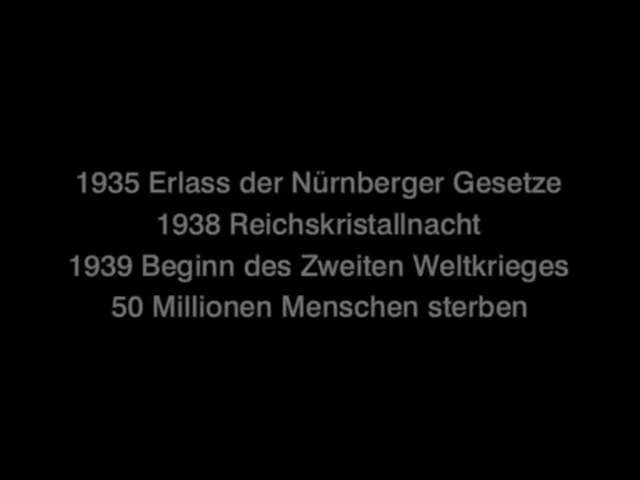 1935 Erlass der Nürnberger Gesetze
1938 Reichskristallnacht
1939 Beginn des Zweiten Weltkrieges
50 Millionen Menschen sterben